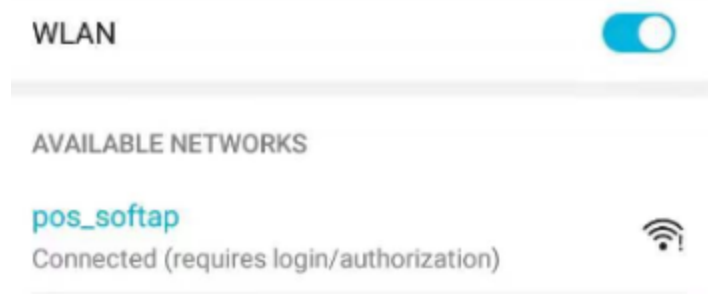 WLAN
AVAILABLE NETWORKS
pos_softap
Connected (requires login/authorization)